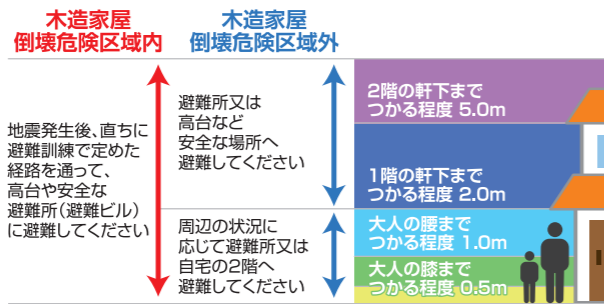 木造家屋
倒壊危険区域内
木造家屋
倒壊危険区域外
地震発生後、直ちに
避難訓練で定めた
経路を通って、
高台や安全な
避難所(避難ビル)
に避難してください
避難所又は
高台など
安全な場所へ
避難してください
周辺の状況に
応じて避難所又は
自宅の2階へ
避難してください
2階の軒下まで
つかる程度 5.0m
1階の軒下まで
つかる程度 2.0m
大人の腰まで
つかる程度 1.0m
大人の膝まで
つかる程度 0.5m